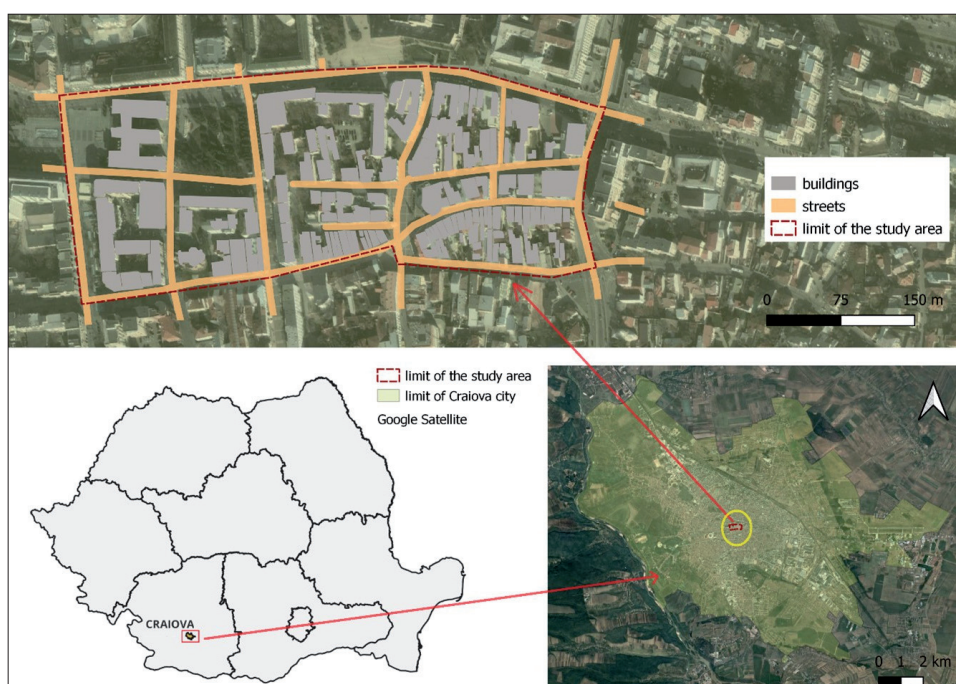 buildings
streets
limit of the study area
0 75 150 m
limit of the study area
limit of Craiova city
Google Satellite
CRAIOVA
0 1 2 km